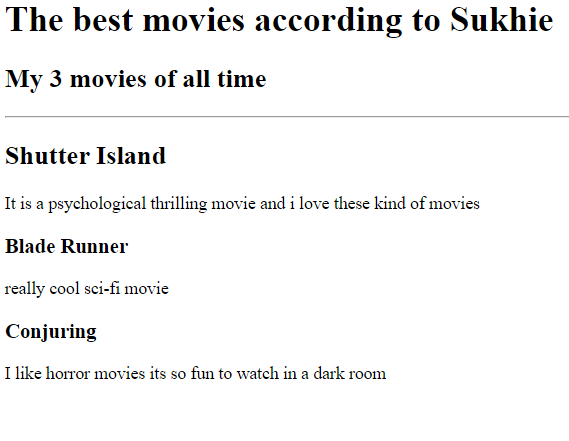 The best movies according to Sukhie
My 3 movies of all time
Shutter Island
It is a psychological thrilling movie and i love these kind of movies
Blade Runner
really cool sci-fi movie
Conjuring
I like horror movies its so fun to watch in a dark room